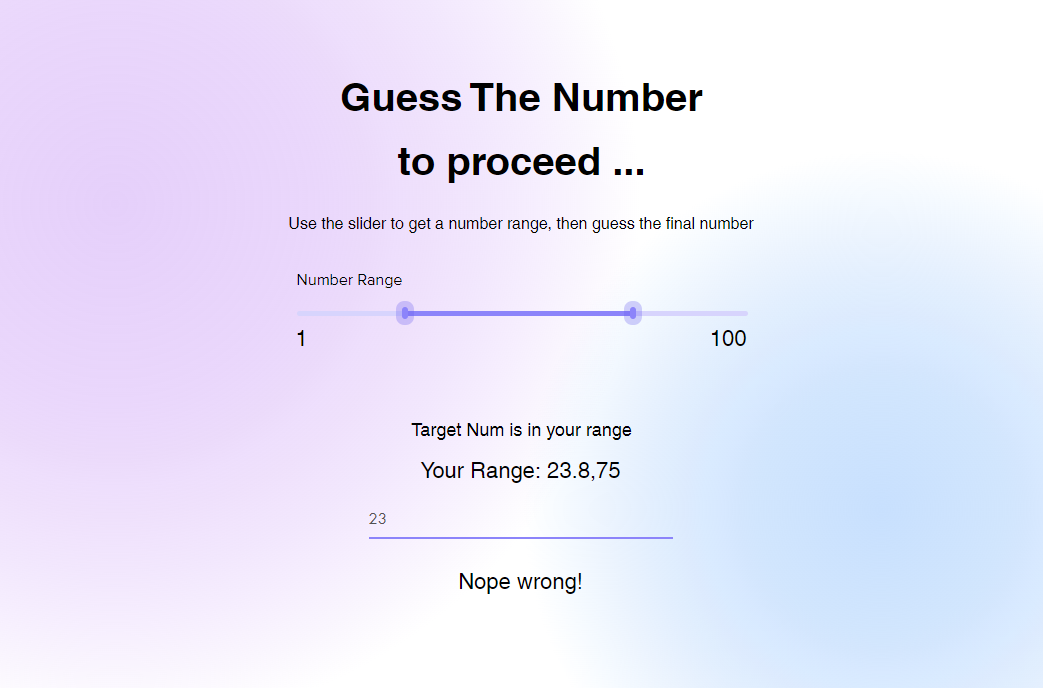 Guess The Number
to proceed ...
Use the slider to get a number range, then guess the final number
Number Range
1 100
Target Num is in your range
Your Range: 23.8,75
23
Nope wrong!